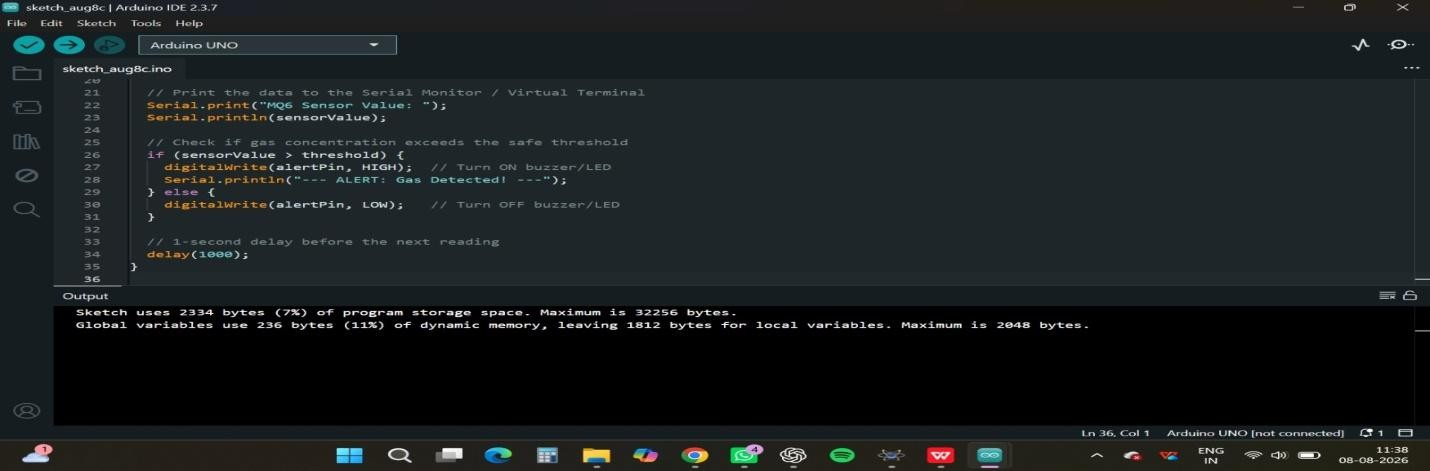 sketch_aug8c | Arduino IDE 2.3.7
File Edit Sketch Tools Help
Arduino UNO
sketch_aug8c.ino
20
21 // Print the data to the Serial Monitor / Virtual Terminal
22 Serial.print("MQ6 Sensor Value: ");
23 Serial.println(sensorValue);
24
25 // Check if gas concentration exceeds the safe threshold
26 if (sensorValue > threshold) {
27 digitalWrite(alertPin, HIGH); // Turn ON buzzer/LED
28 Serial.println("--- ALERT: Gas Detected! ---");
29 } else {
30 digitalWrite(alertPin, LOW); // Turn OFF buzzer/LED
31 }
32
33 // 1-second delay before the next reading
34 delay(1000);
35 }
36
Output
Sketch uses 2334 bytes (7%) of program storage space. Maximum is 32256 bytes.
Global variables use 236 bytes (11%) of dynamic memory, leaving 1812 bytes for local variables. Maximum is 2048 bytes.
Ln 36, Col 1 Arduino UNO [not connected] 1
1
4
ENG
IN
11:38
08-08-2026